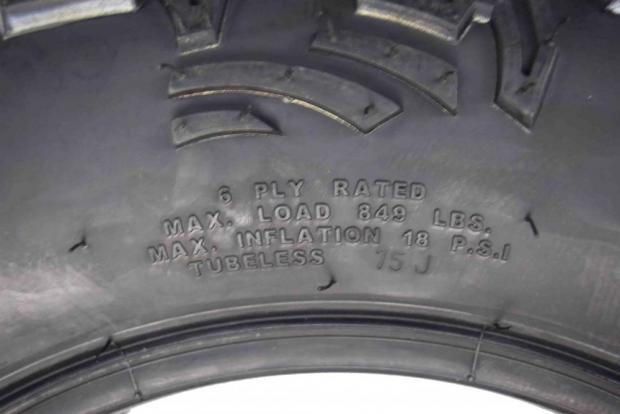 6 PLY RATED
MAX. LOAD 849 LBS.
MAX. INFLATION 18 P.S.I
TUBELESS 75 J